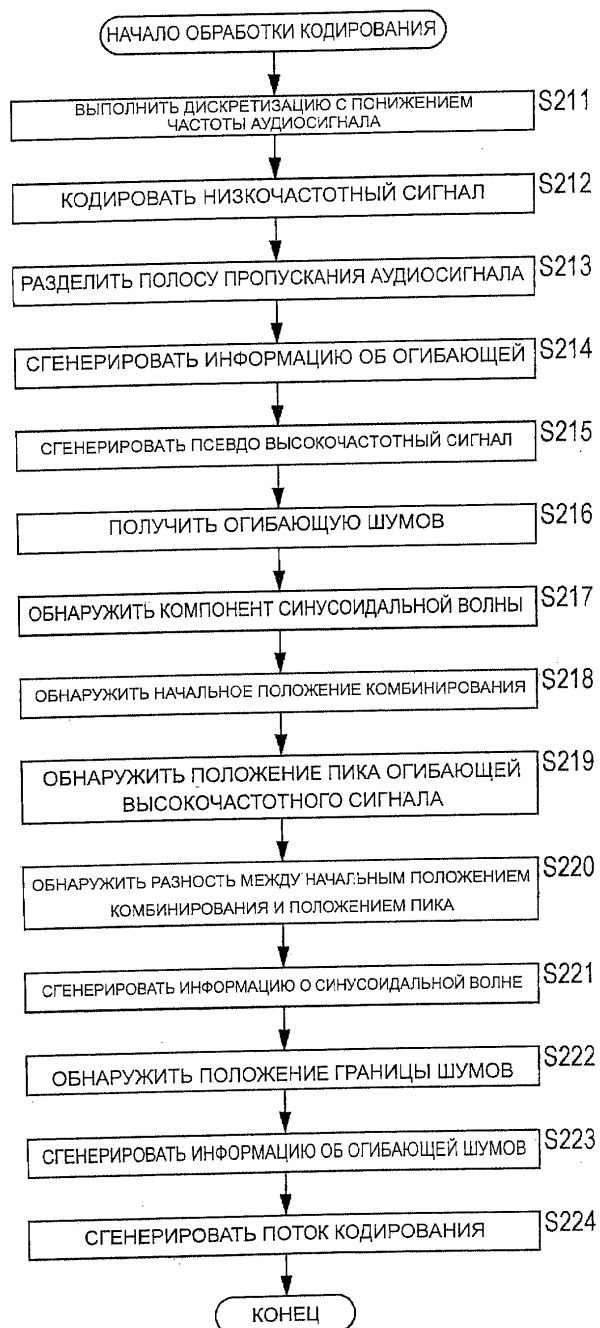 НАЧАЛО ОБРАБОТКИ КОДИРОВАНИЯ
ВЫПОЛНИТЬ ДИСКРЕТИЗАЦИЮ С ПОНИЖЕНИЕМ
ЧАСТОТЫ АУДИОСИГНАЛА
S211
КОДИРОВАТЬ НИЗКОЧАСТОТНЫЙ СИГНАЛ
S212
РАЗДЕЛИТЬ ПОЛОСУ ПРОПУСКАНИЯ АУДИОСИГНАЛА
S213
СГЕНЕРИРОВАТЬ ИНФОРМАЦИЮ ОБ ОГИБАЮЩЕЙ
S214
СГЕНЕРИРОВАТЬ ПСЕВДО ВЫСОКОЧАСТОТНЫЙ СИГНАЛ
S215
ПОЛУЧИТЬ ОГИБАЮЩУЮ ШУМОВ
S216
ОБНАРУЖИТЬ КОМПОНЕНТ СИНУСОИДАЛЬНОЙ ВОЛНЫ
S217
ОБНАРУЖИТЬ НАЧАЛЬНОЕ ПОЛОЖЕНИЕ КОМБИНИРОВАНИЯ
S218
ОБНАРУЖИТЬ ПОЛОЖЕНИЕ ПИКА ОГИБАЮЩЕЙ
ВЫСОКОЧАСТОТНОГО СИГНАЛА
S219
ОБНАРУЖИТЬ РАЗНОСТЬ МЕЖДУ НАЧАЛЬНЫМ ПОЛОЖЕНИЕМ
КОМБИНИРОВАНИЯ И ПОЛОЖЕНИЕМ ПИКА
S220
СГЕНЕРИРОВАТЬ ИНФОРМАЦИЮ О СИНУСОИДАЛЬНОЙ ВОЛНЕ
S221
ОБНАРУЖИТЬ ПОЛОЖЕНИЕ ГРАНИЦЫ ШУМОВ
S222
СГЕНЕРИРОВАТЬ ИНФОРМАЦИЮ ОБ ОГИБАЮЩЕЙ ШУМОВ
S223
СГЕНЕРИРОВАТЬ ПОТОК КОДИРОВАНИЯ
S224
КОНЕЦ